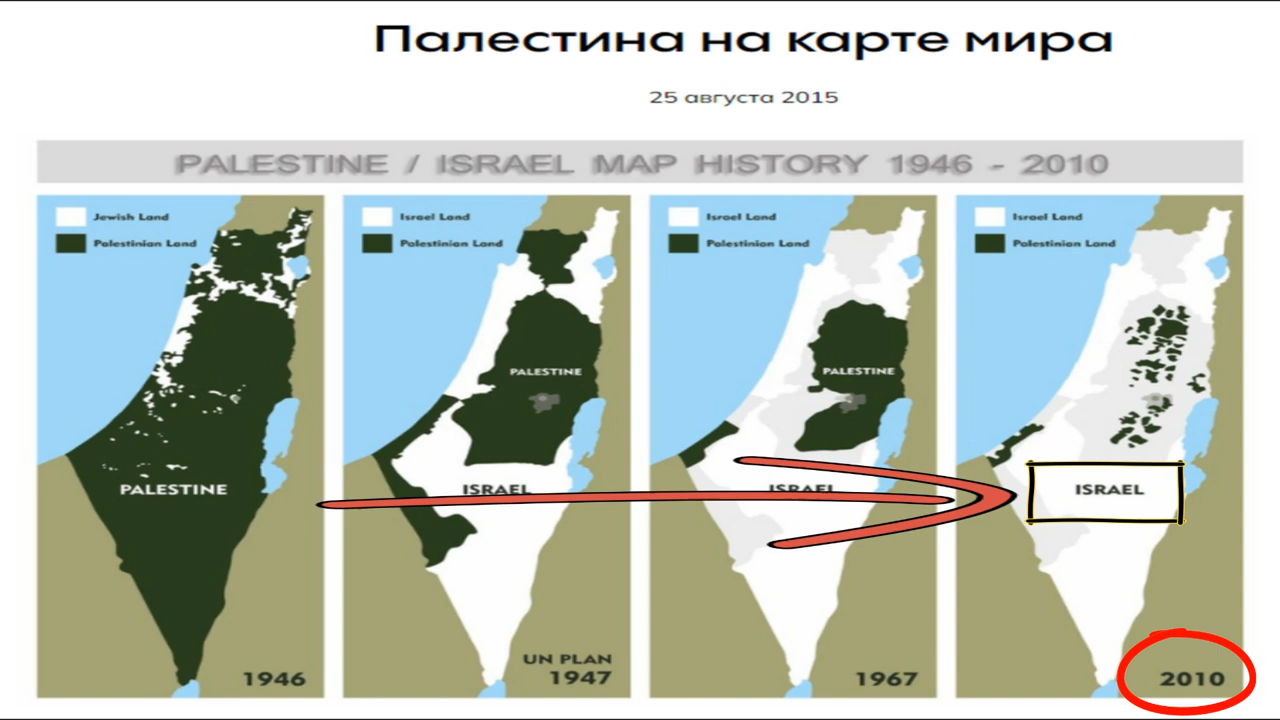 Палестина на карте мира
25 августа 2015
PALESTINE / ISRAEL MAP HISTORY 1946 - 2010
Jewish Land
Palestinian Land
PALESTINE
1946
Israel Land
Palestinian Land
PALESTINE
ISRAEL
UN PLAN
1947
Israel Land
Palestinian Land
PALESTINE
ISRAEL
1967
Israel Land
Palestinian Land
ISRAEL
2010